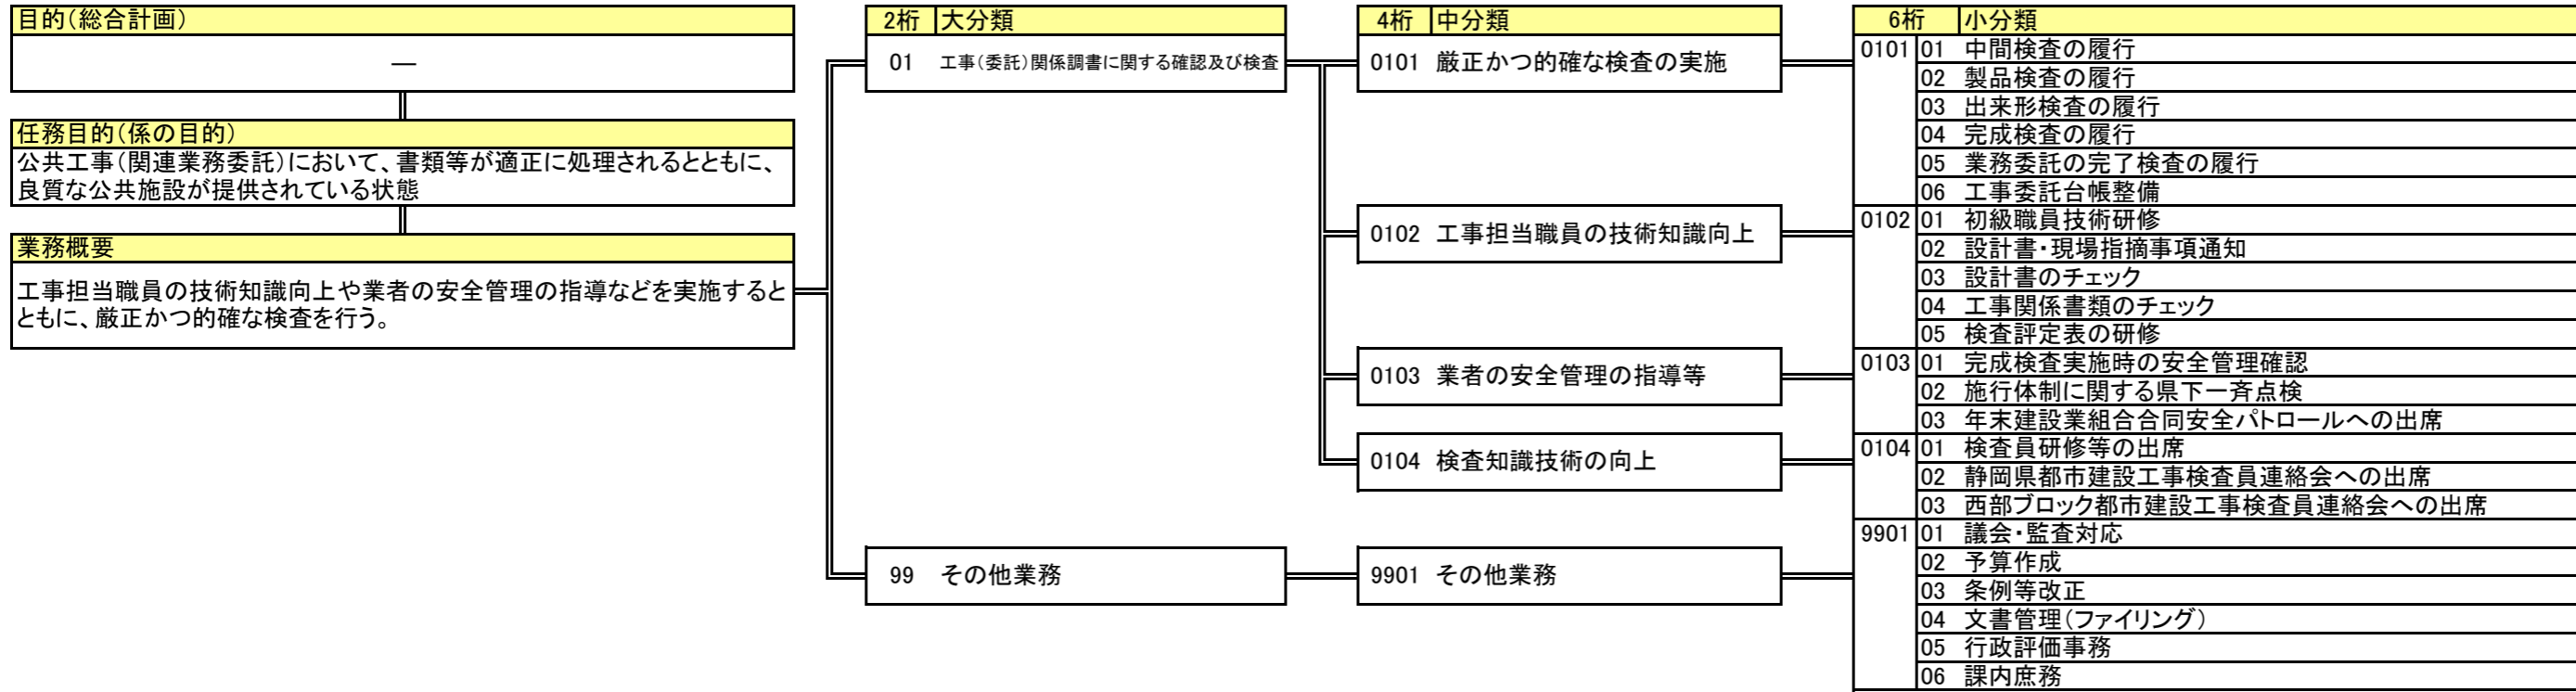 目的(総合計画)
―
任務目的(係の目的)
公共工事(関連業務委託)において、書類等が適正に処理されるとともに、
良質な公共施設が提供されている状態
業務概要
工事担当職員の技術知識向上や業者の安全管理の指導などを実施すると
ともに、厳正かつ的確な検査を行う。
2桁 大分類
01 工事(委託)関係調書に関する確認及び検査
99 その他業務
4桁 中分類
0101 厳正かつ的確な検査の実施
0102 工事担当職員の技術知識向上
0103 業者の安全管理の指導等
0104 検査知識技術の向上
9901 その他業務
6桁 小分類
0101 01 中間検査の履行
02 製品検査の履行
03 出来形検査の履行
04 完成検査の履行
05 業務委託の完了検査の履行
06 工事委託台帳整備
0102 01 初級職員技術研修
02 設計書・現場指摘事項通知
03 設計書のチェック
04 工事関係書類のチェック
05 検査評定表の研修
0103 01 完成検査実施時の安全管理確認
02 施行体制に関する県下一斉点検
03 年末建設業組合合同安全パトロールへの出席
0104 01 検査員研修等の出席
02 静岡県都市建設工事検査員連絡会への出席
03 西部ブロック都市建設工事検査員連絡会への出席
9901 01 議会・監査対応
02 予算作成
03 条例等改正
04 文書管理(ファイリング)
05 行政評価事務
06 課内庶務